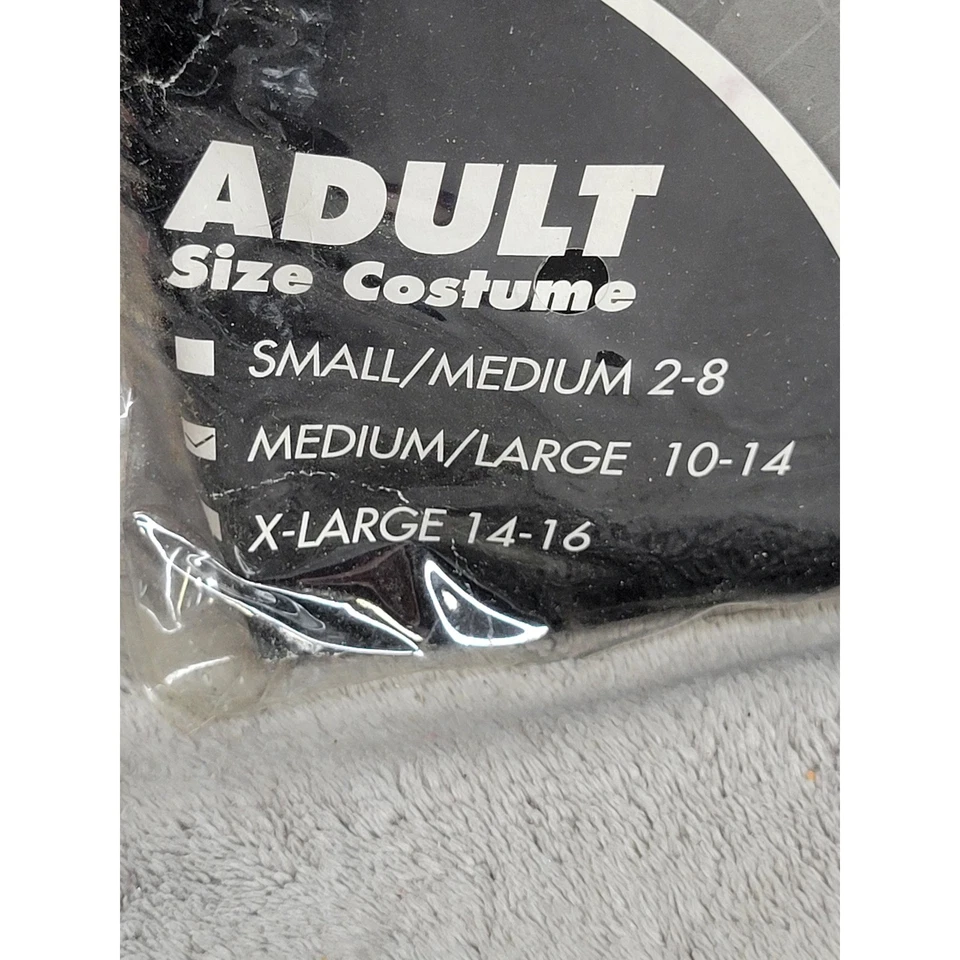 ADULT
Size Costume
SMALL/MEDIUM 2-8
MEDIUM/LARGE 10-14
X-LARGE 14-16